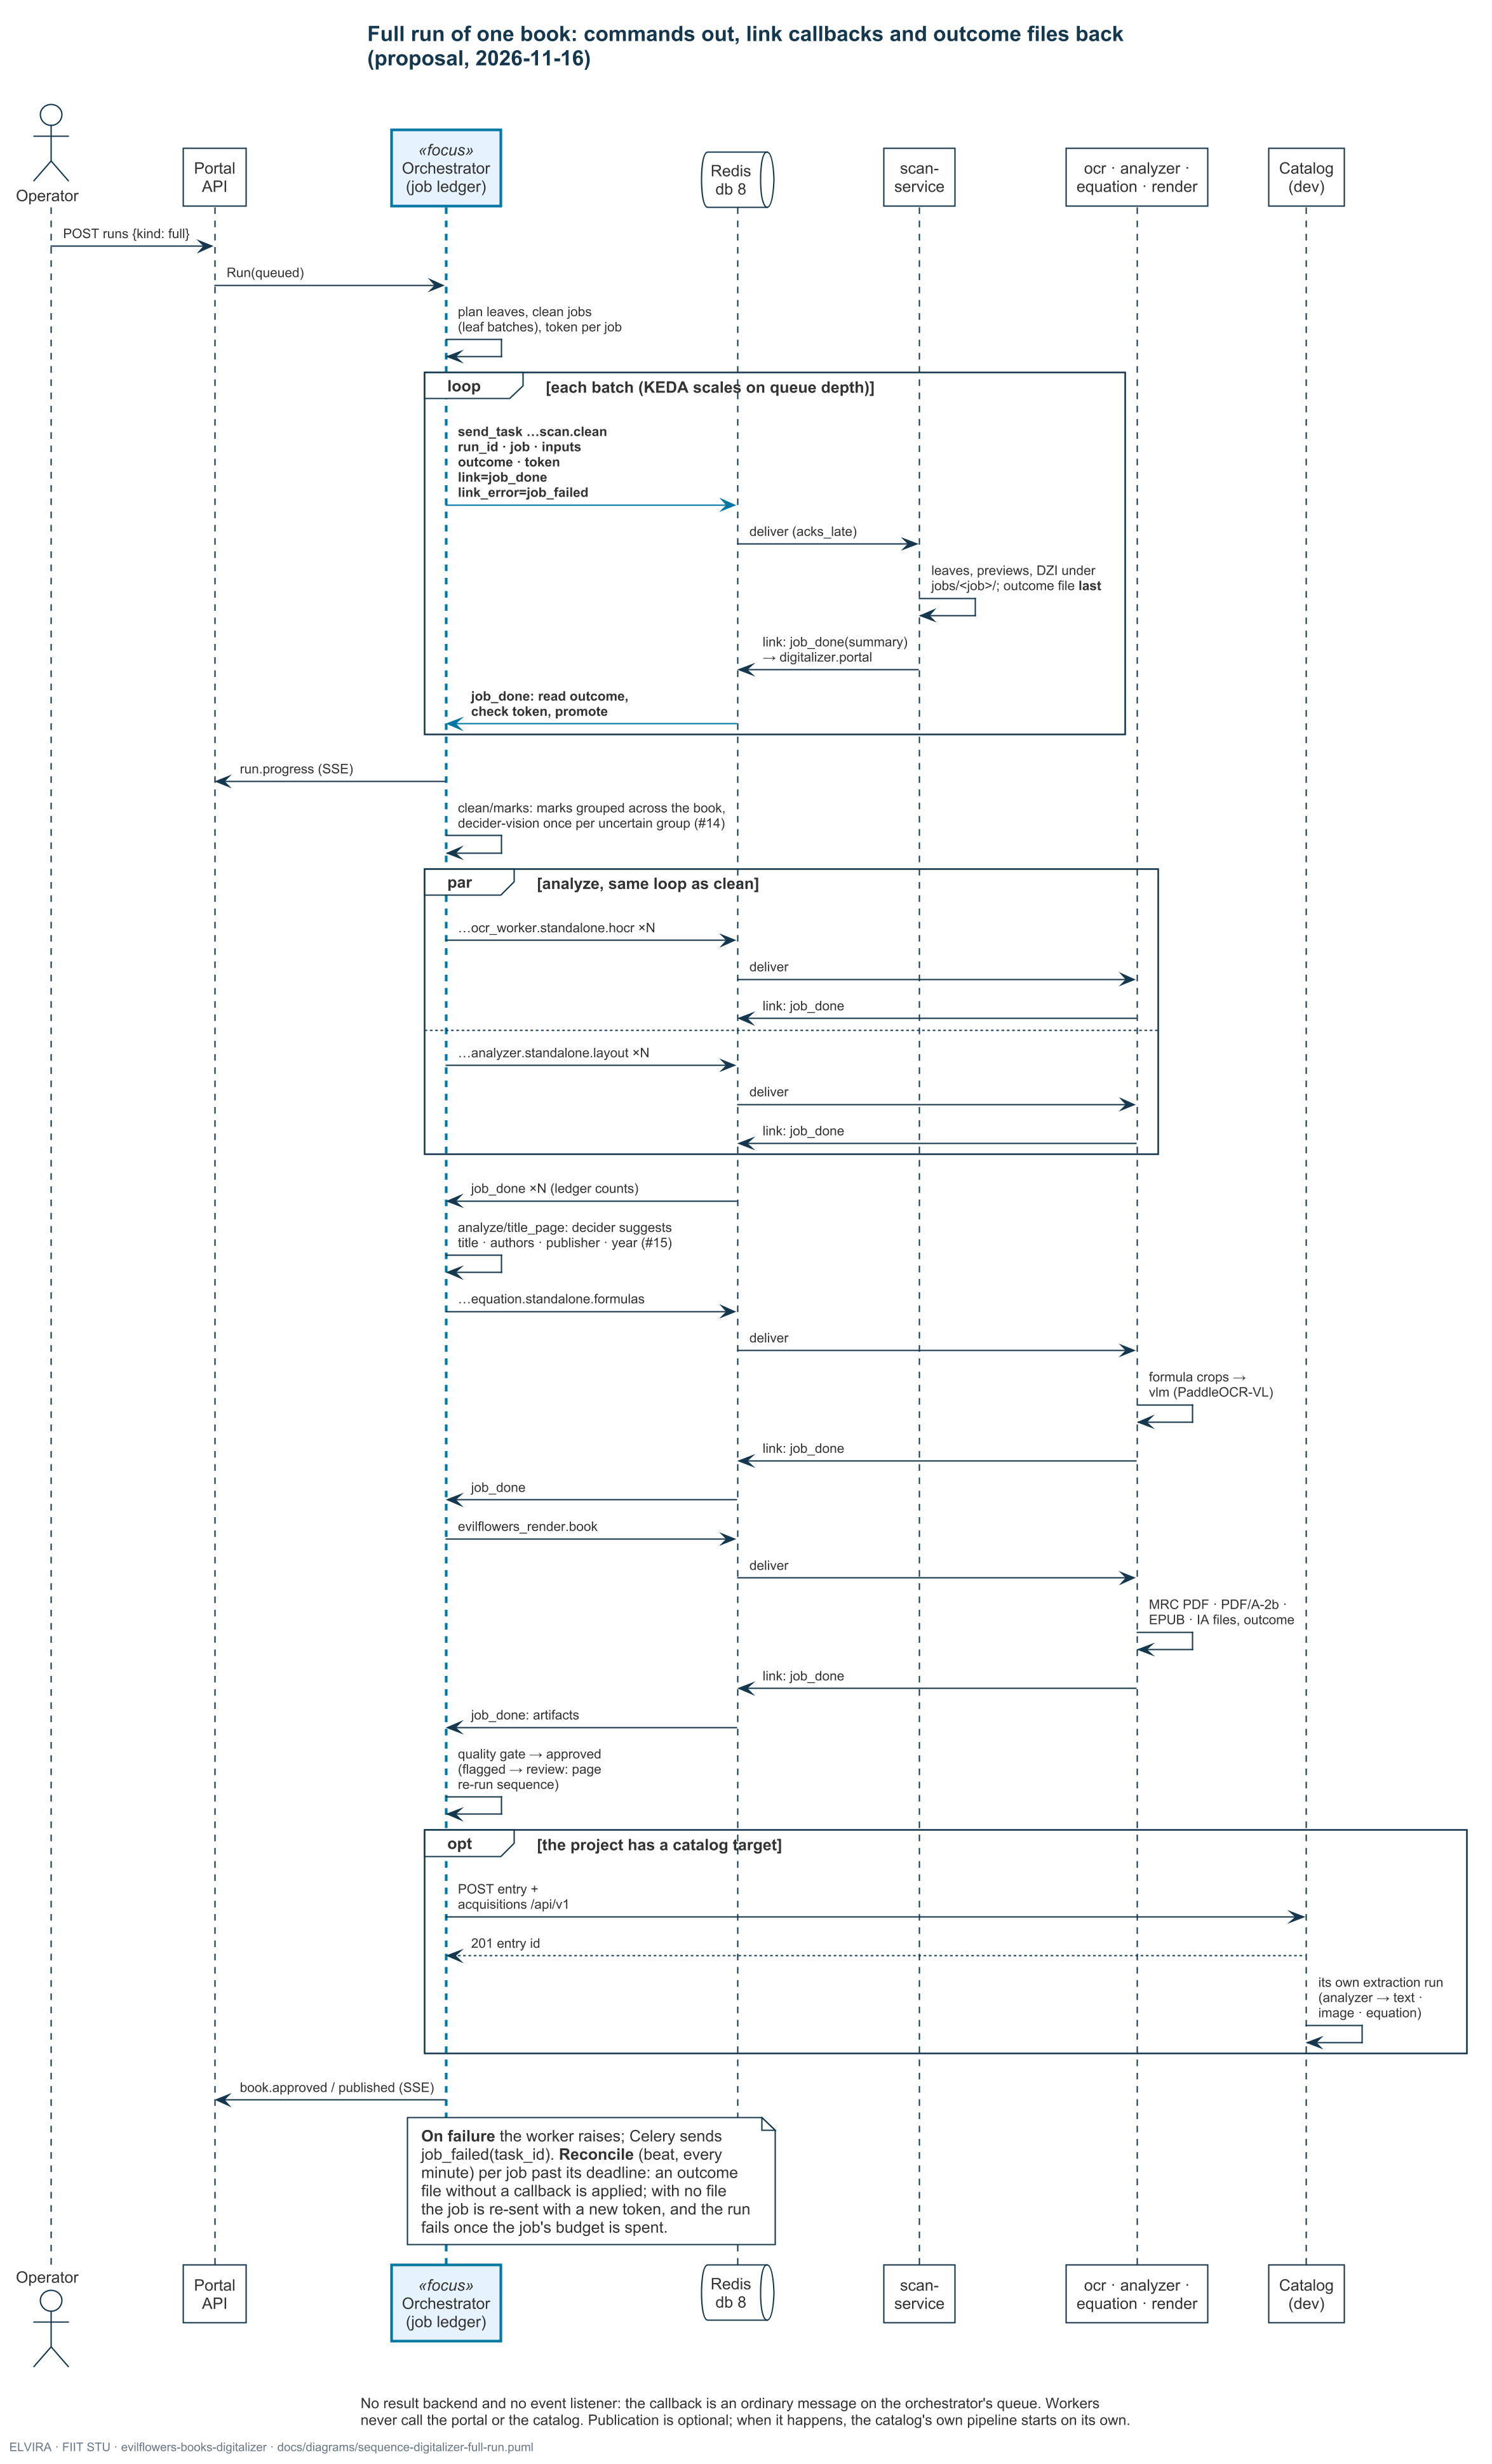 Full run of one book: commands out, link callbacks and outcome files back
(proposal, 2026-11-16)
Operator
Portal
API
«focus»
Orchestrator
(job ledger)
Redis
db 8
scan-
service
ocr · analyzer ·
equation · render
Catalog
(dev)
POST runs {kind: full}
Run(queued)
plan leaves, clean jobs
(leaf batches), token per job
loop
[each batch (KEDA scales on queue depth)]
send_task …scan.clean
run_id · job · inputs
outcome · token
link=job_done
link_error=job_failed
deliver (acks_late)
leaves, previews, DZI under
jobs/<job>/; outcome file last
link: job_done(summary)
→ digitalizer.portal
job_done: read outcome,
check token, promote
run.progress (SSE)
clean/marks: marks grouped across the book,
decider-vision once per uncertain group (#14)
par
[analyze, same loop as clean]
…ocr_worker.standalone.hocr ×N
deliver
link: job_done
…analyzer.standalone.layout ×N
deliver
link: job_done
job_done ×N (ledger counts)
analyze/title_page: decider suggests
title · authors · publisher · year (#15)
…equation.standalone.formulas
deliver
formula crops →
vlm (PaddleOCR-VL)
link: job_done
job_done
evilflowers_render.book
deliver
MRC PDF · PDF/A-2b ·
EPUB · IA files, outcome
link: job_done
job_done: artifacts
quality gate → approved
(flagged → review: page
re-run sequence)
opt
[the project has a catalog target]
POST entry +
acquisitions /api/v1
201 entry id
its own extraction run
(analyzer → text ·
image · equation)
book.approved / published (SSE)
On failure the worker raises; Celery sends
job_failed(task_id). Reconcile (beat, every
minute) per job past its deadline: an outcome
file without a callback is applied; with no file
the job is re-sent with a new token, and the run
fails once the job's budget is spent.
Operator
Portal
API
«focus»
Orchestrator
(job ledger)
Redis
db 8
scan-
service
ocr · analyzer ·
equation · render
Catalog
(dev)
No result backend and no event listener: the callback is an ordinary message on the orchestrator's queue. Workers
never call the portal or the catalog. Publication is optional; when it happens, the catalog's own pipeline starts on its own.
ELVIRA · FIIT STU · evilflowers-books-digitalizer · docs/diagrams/sequence-digitalizer-full-run.puml